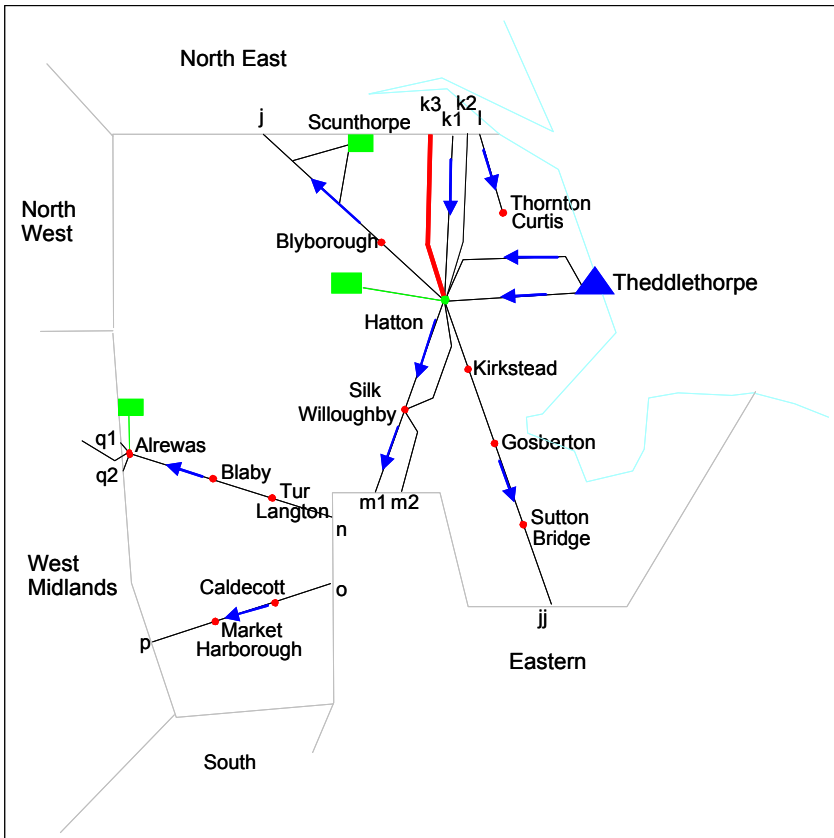 North East
k3
k2
j
k1
l
Scunthorpe
North
West
Thornton
Curtis
Blyborough
Theddlethorpe
Hatton
Kirkstead
Silk
Willoughby
q1
Alrewas
Gosberton
q2
Blaby
Tur
Langton
m1
m2
n
Sutton
Bridge
West
Midlands
Caldecott
o
p
Market
Harborough
jj
Eastern
South